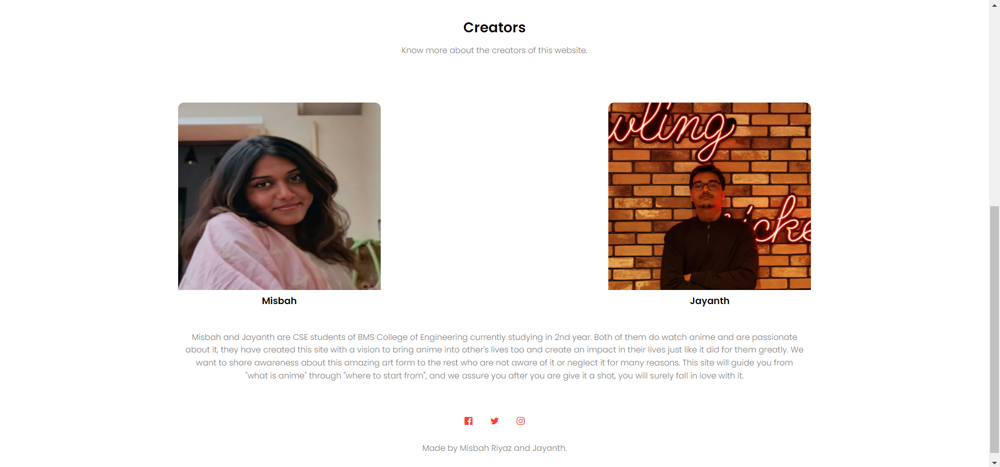 Creators
Know more about the creators of this website.
wling
icke
Misbah
Jayanth
Misbah and Jayanth are CSE students of BMS College of Engineering currently studying in 2nd year. Both of them do watch anime and are passionate
about it, they have created this site with a vision to bring anime into other's lives too and create an impact in their lives just like it did for them greatly. We
want to share awareness about this amazing art form to the rest who are not aware of it or neglect it for many reasons. This site will guide you from
"what is anime" through "where to start from", and we assure you after you are give it a shot, you will surely fall in love with it.
Made by Misbah Riyaz and Jayanth.